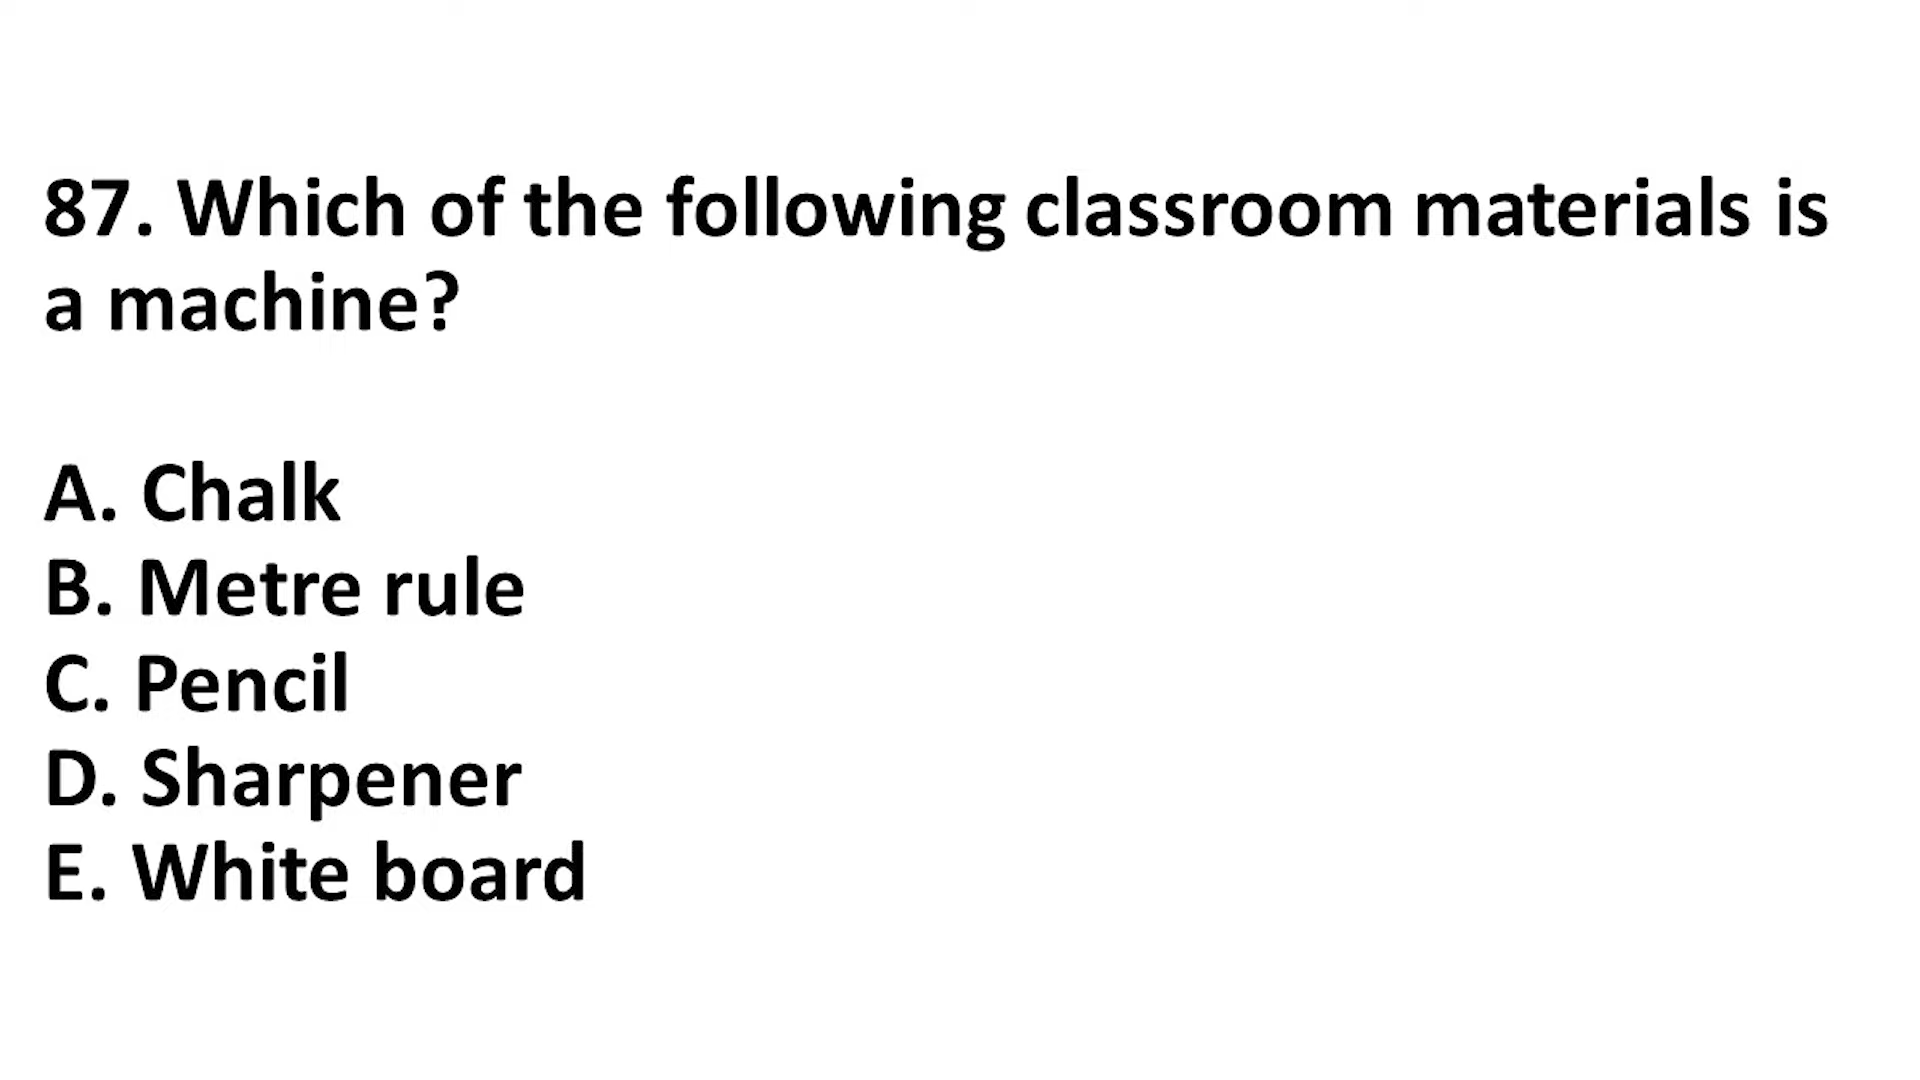 87. Which of the following classroom materials is
a machine?
A. Chalk
B. Metre rule
C. Pencil
D. Sharpener
E. White board